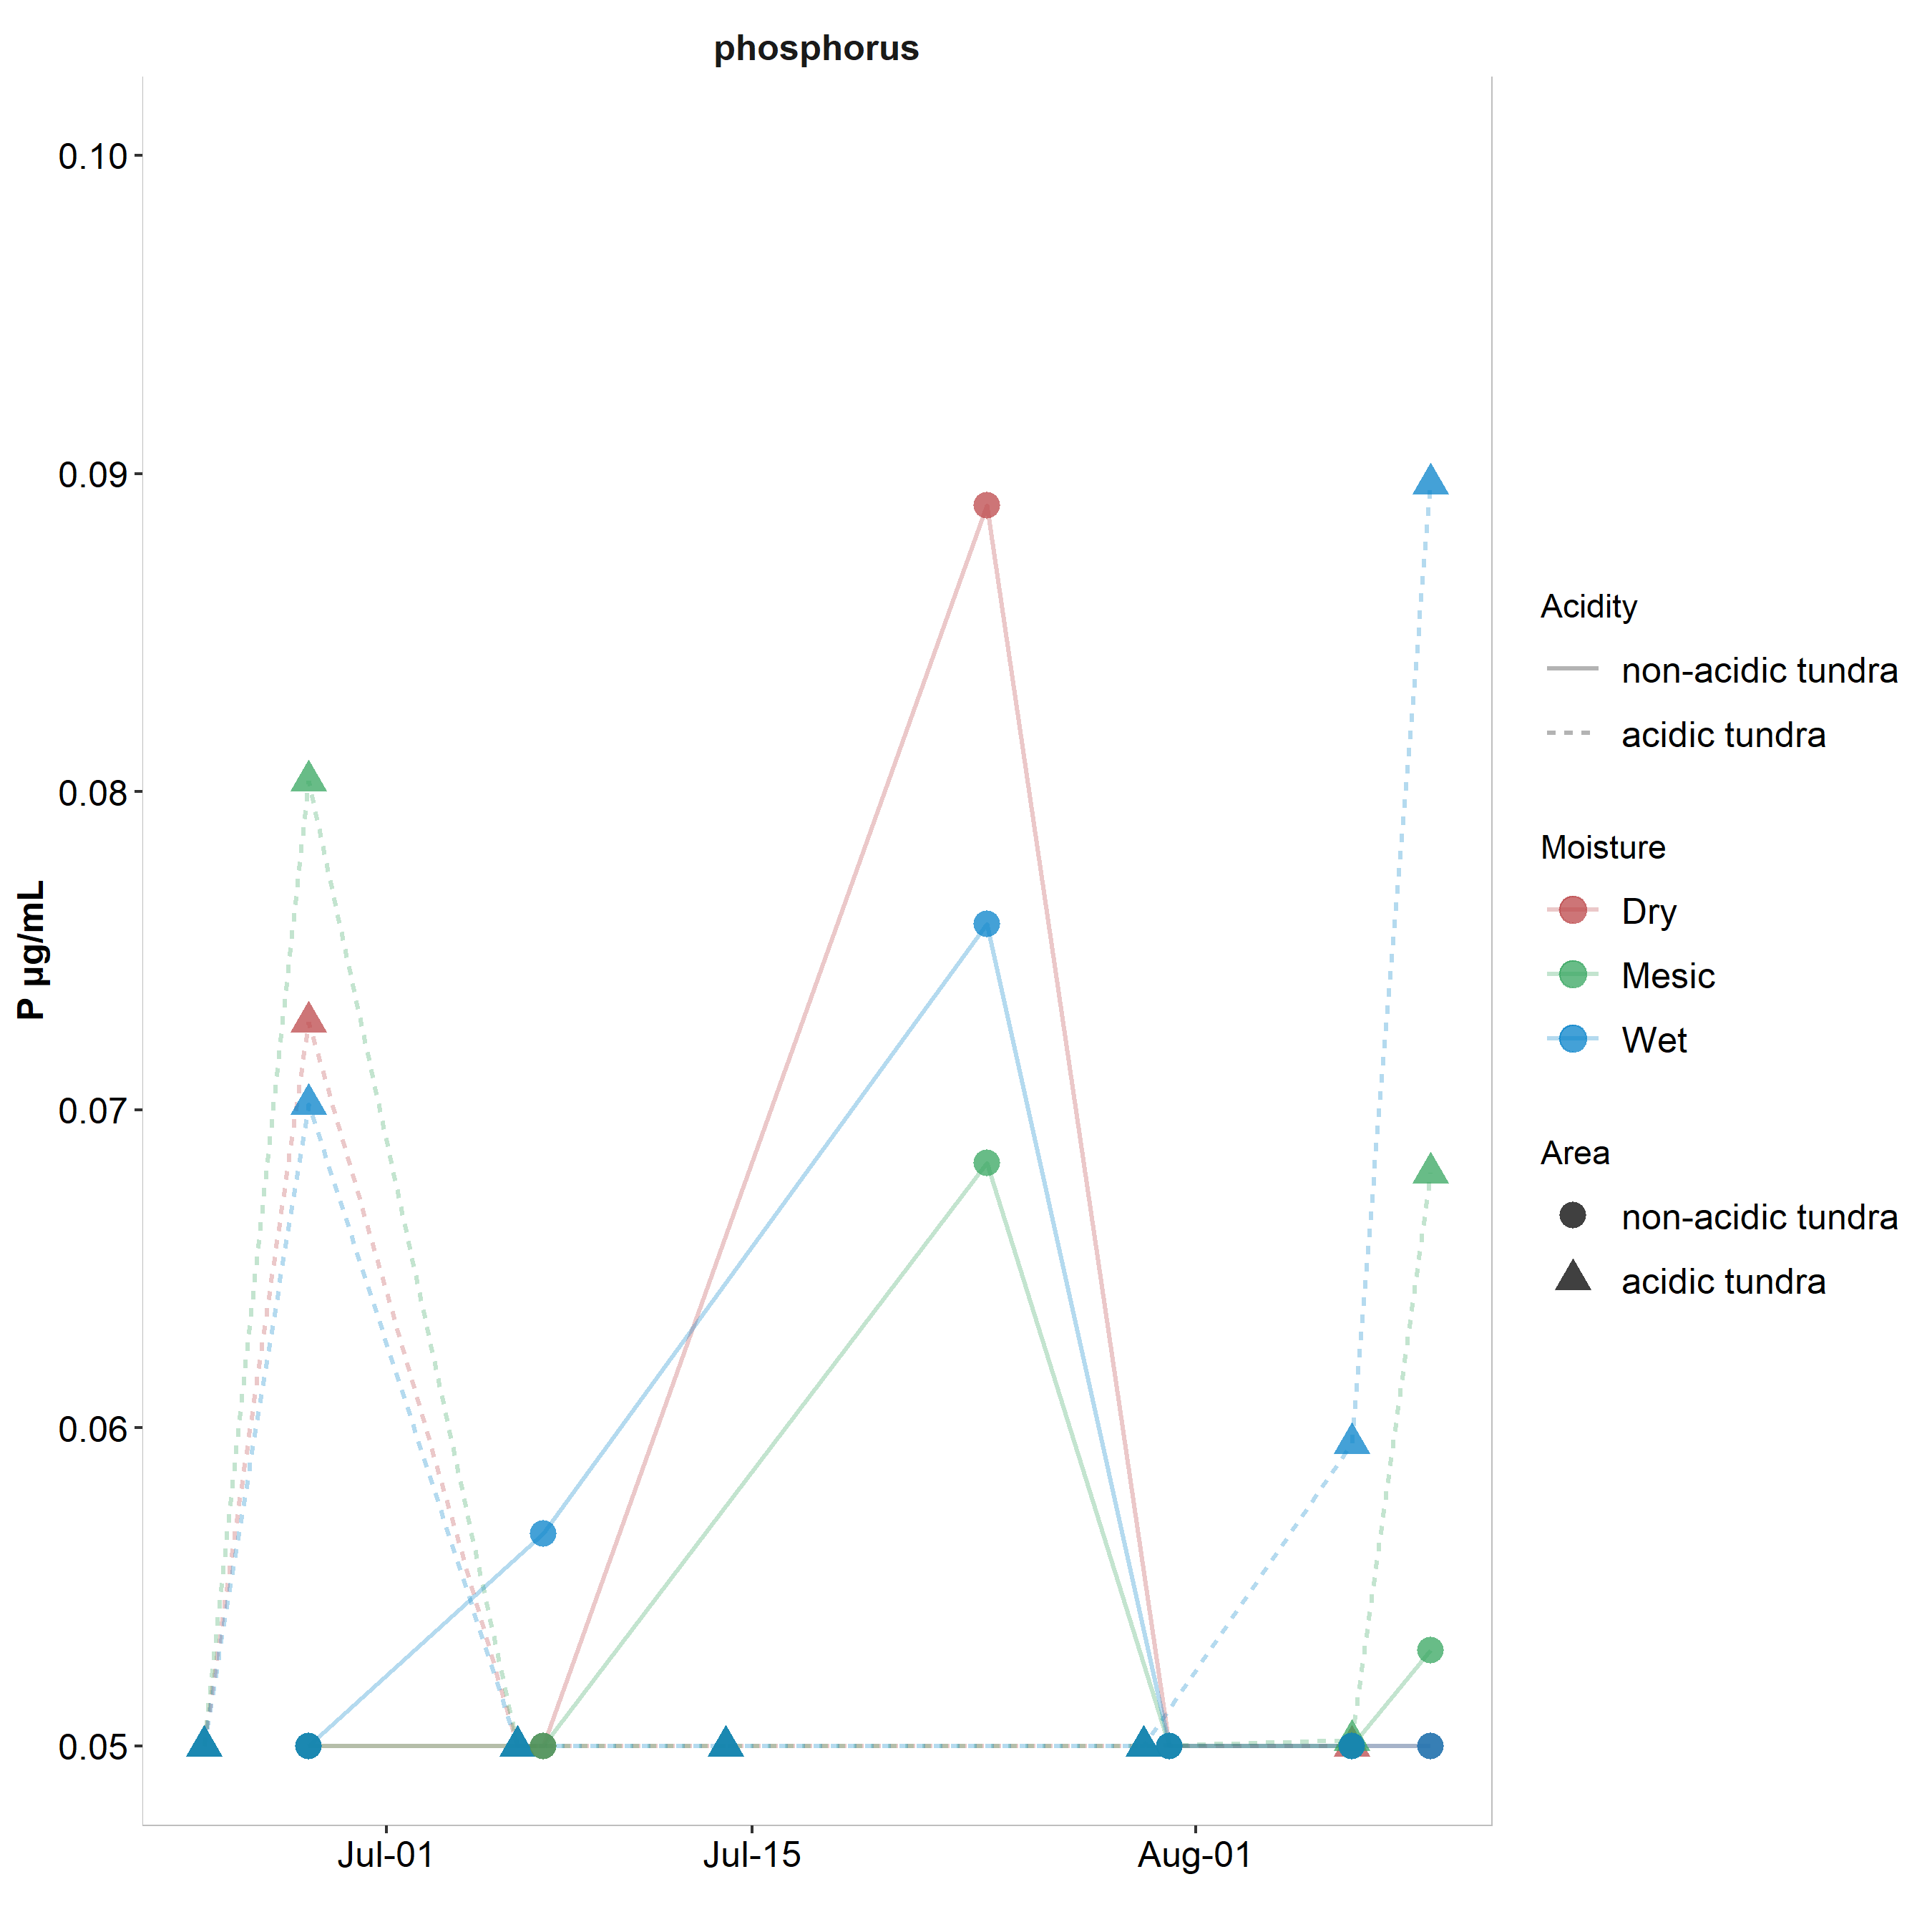 phosphorus
P µg/mL
0.10
0.09
0.08
0.07
0.06
0.05
Jul-01
Jul-15
Aug-01
Acidity
non-acidic tundra
acidic tundra
Moisture
Dry
Mesic
Wet
Area
non-acidic tundra
acidic tundra